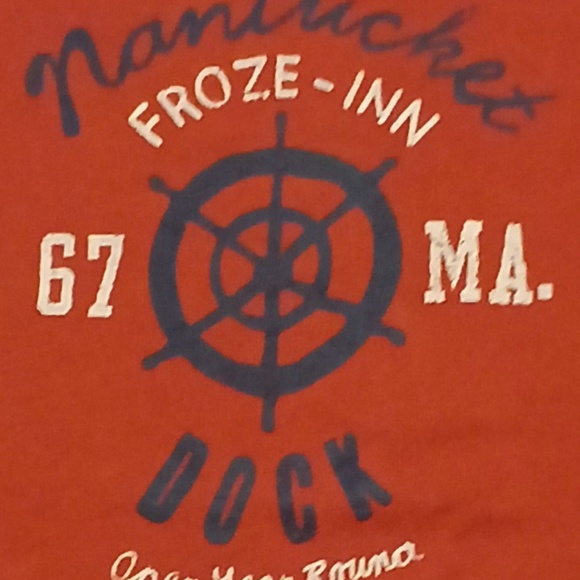 Nantucket
FROZE-INN
67 MA.
DOCK
Open Year Round